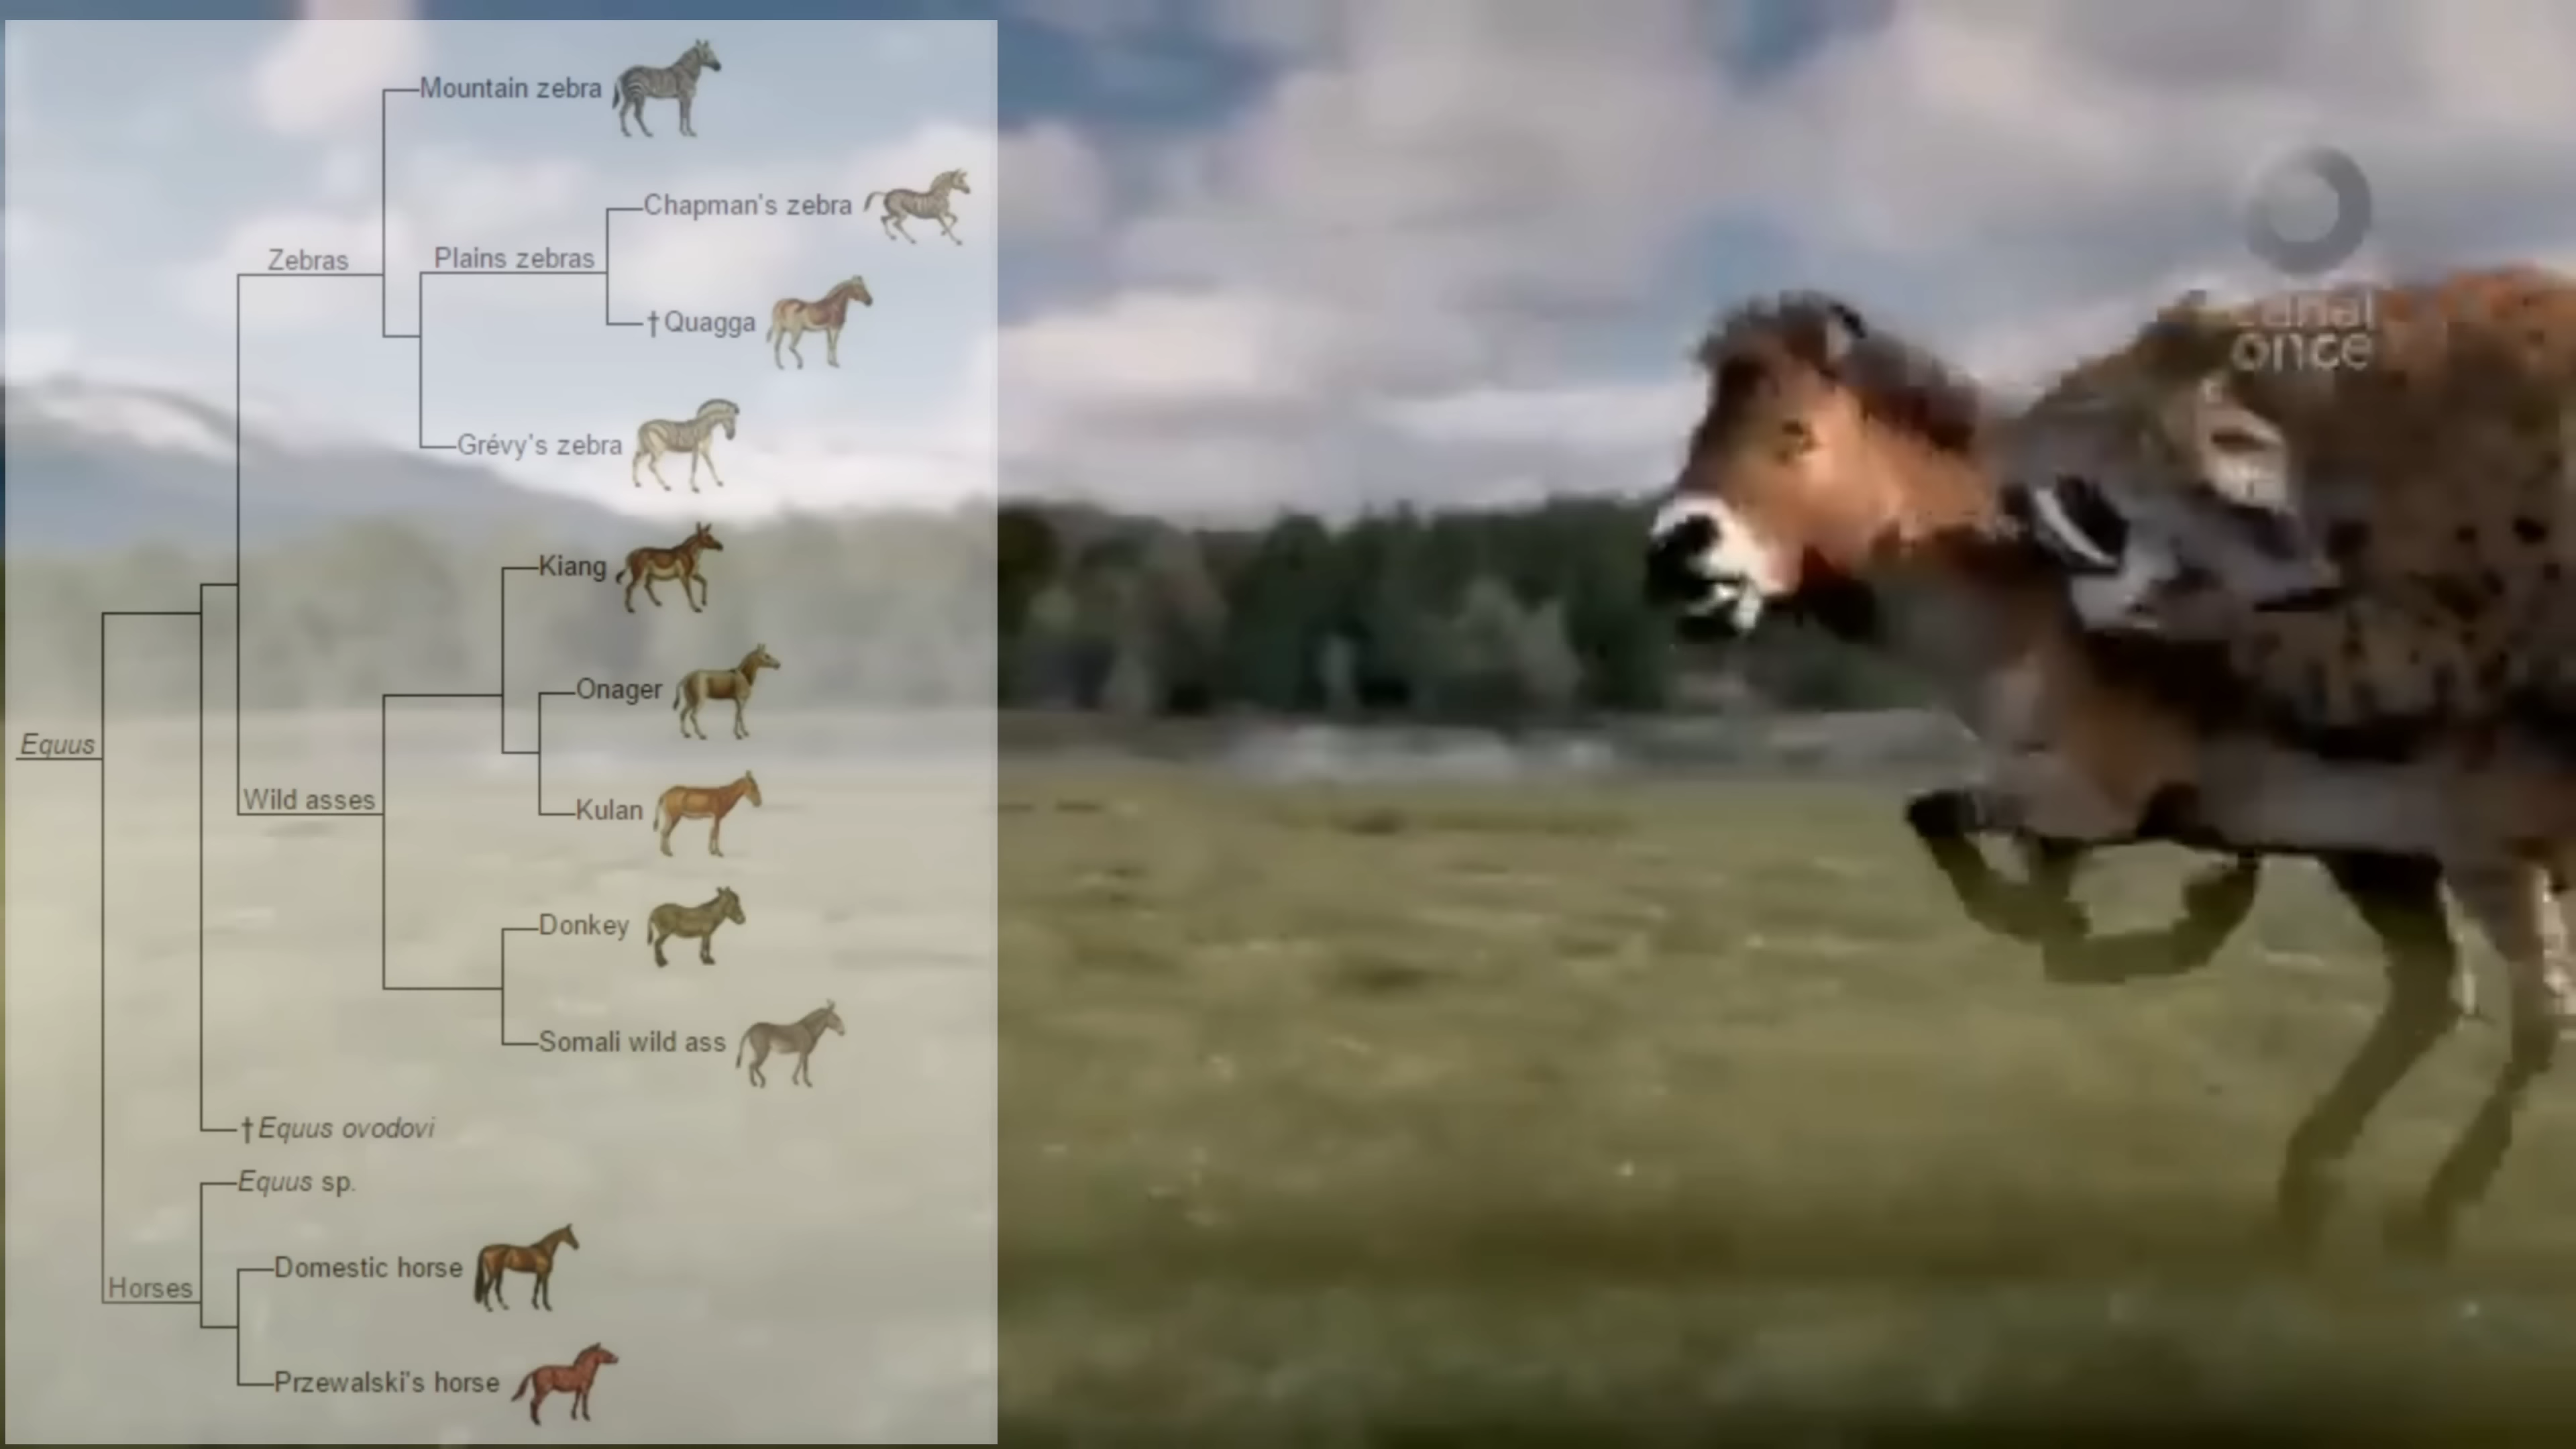 Mountain zebra
Chapman's zebra
Zebras
Plains zebras
†Quagga
Grévy's zebra
Kiang
Onager
Equus
Wild asses
Kulan
Donkey
Somali wild ass
†Equus ovodovi
Equus sp.
Domestic horse
Horses
Przewalski's horse
canal
once